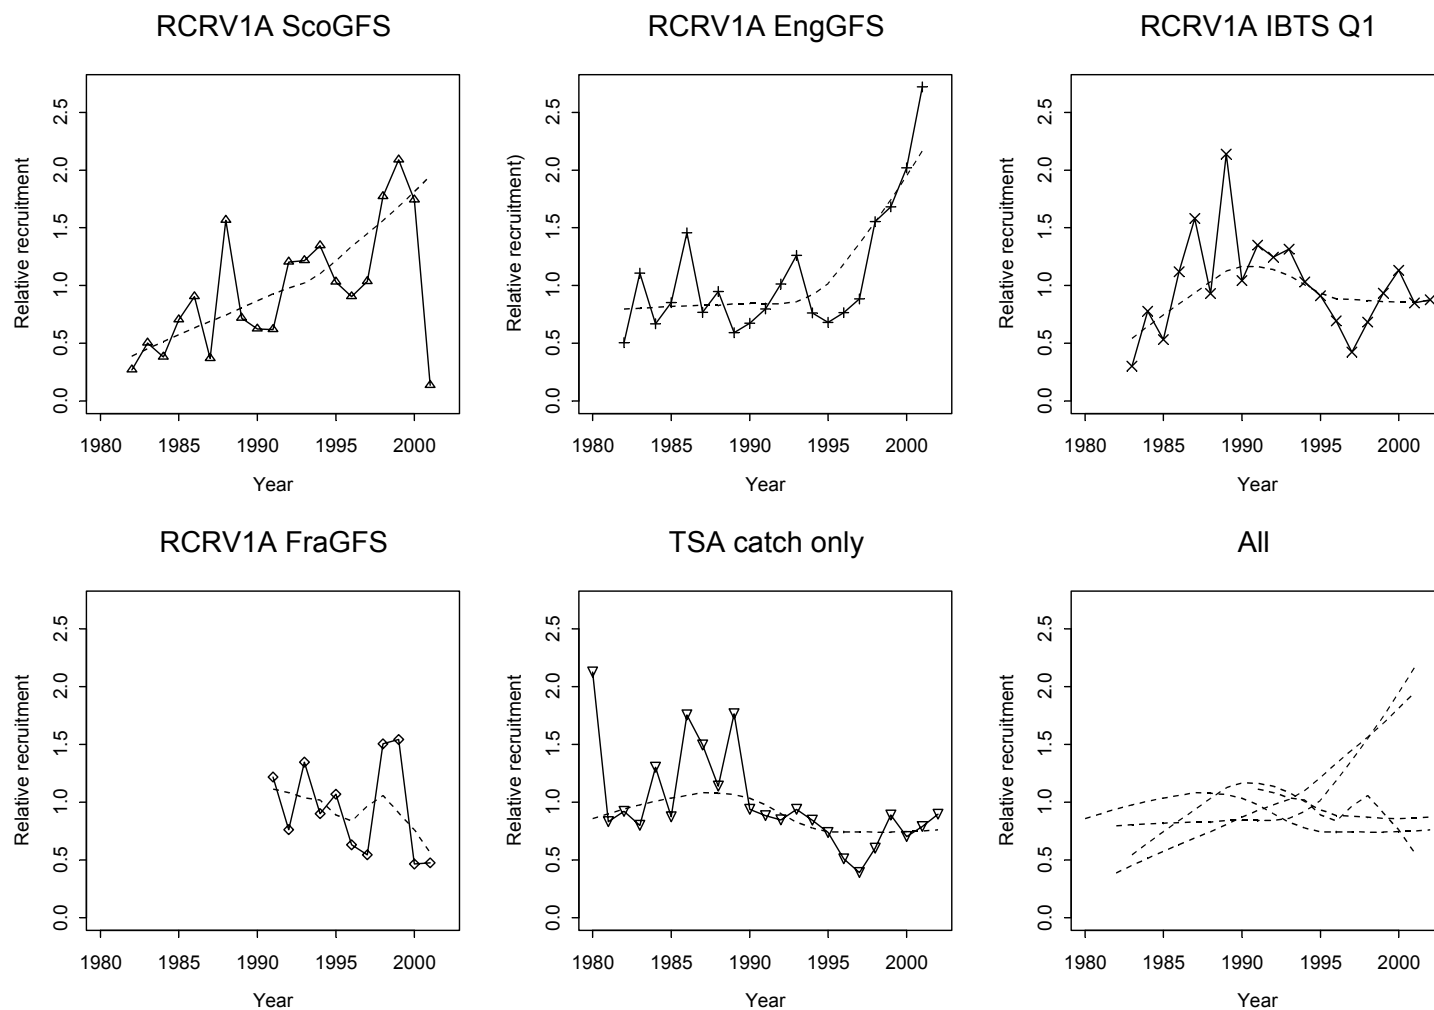 RCRV1A ScoGFS
RCRV1A EngGFS
RCRV1A IBTS Q1
Relative recruitment
0.0 0.5 1.0 1.5 2.0 2.5
1980 1985 1990 1995 2000
Year
Relative recruitment)
0.0 0.5 1.0 1.5 2.0 2.5
1980 1985 1990 1995 2000
Year
Relative recruitment
0.0 0.5 1.0 1.5 2.0 2.5
1980 1985 1990 1995 2000
Year
RCRV1A FraGFS
TSA catch only
All
Relative recruitment
0.0 0.5 1.0 1.5 2.0 2.5
1980 1985 1990 1995 2000
Year
Relative recruitment
0.0 0.5 1.0 1.5 2.0 2.5
1980 1985 1990 1995 2000
Year
Relative recruitment
0.0 0.5 1.0 1.5 2.0 2.5
1980 1985 1990 1995 2000
Year